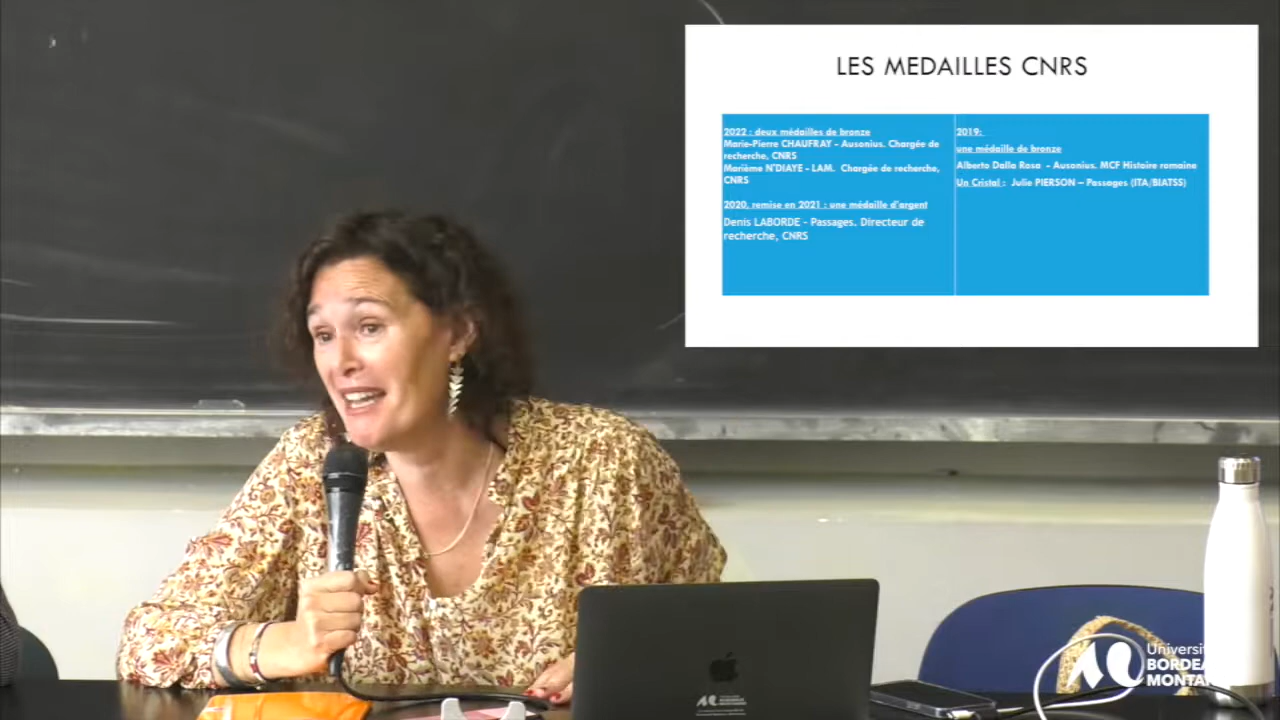 LES MEDAILLES CNRS
2022 : deux médailles de bronze
Marie-Pierre CHAUFRAY - Ausonius. Chargée de
recherche, CNRS
Marième N'DIAYE - LAM. Chargée de recherche,
CNRS
2020, remise en 2021 : une médaille d'argent
Denis LABORDE - Passages. Directeur de
recherche, CNRS
2019:
une médaille de bronze
Alberto Dalla Rosa - Ausonius. MCF Histoire romaine
Un Cristal : Julie PIERSON – Passages (ITA/BIATSS)
Université
BORDEAUX
MONTAIGNE